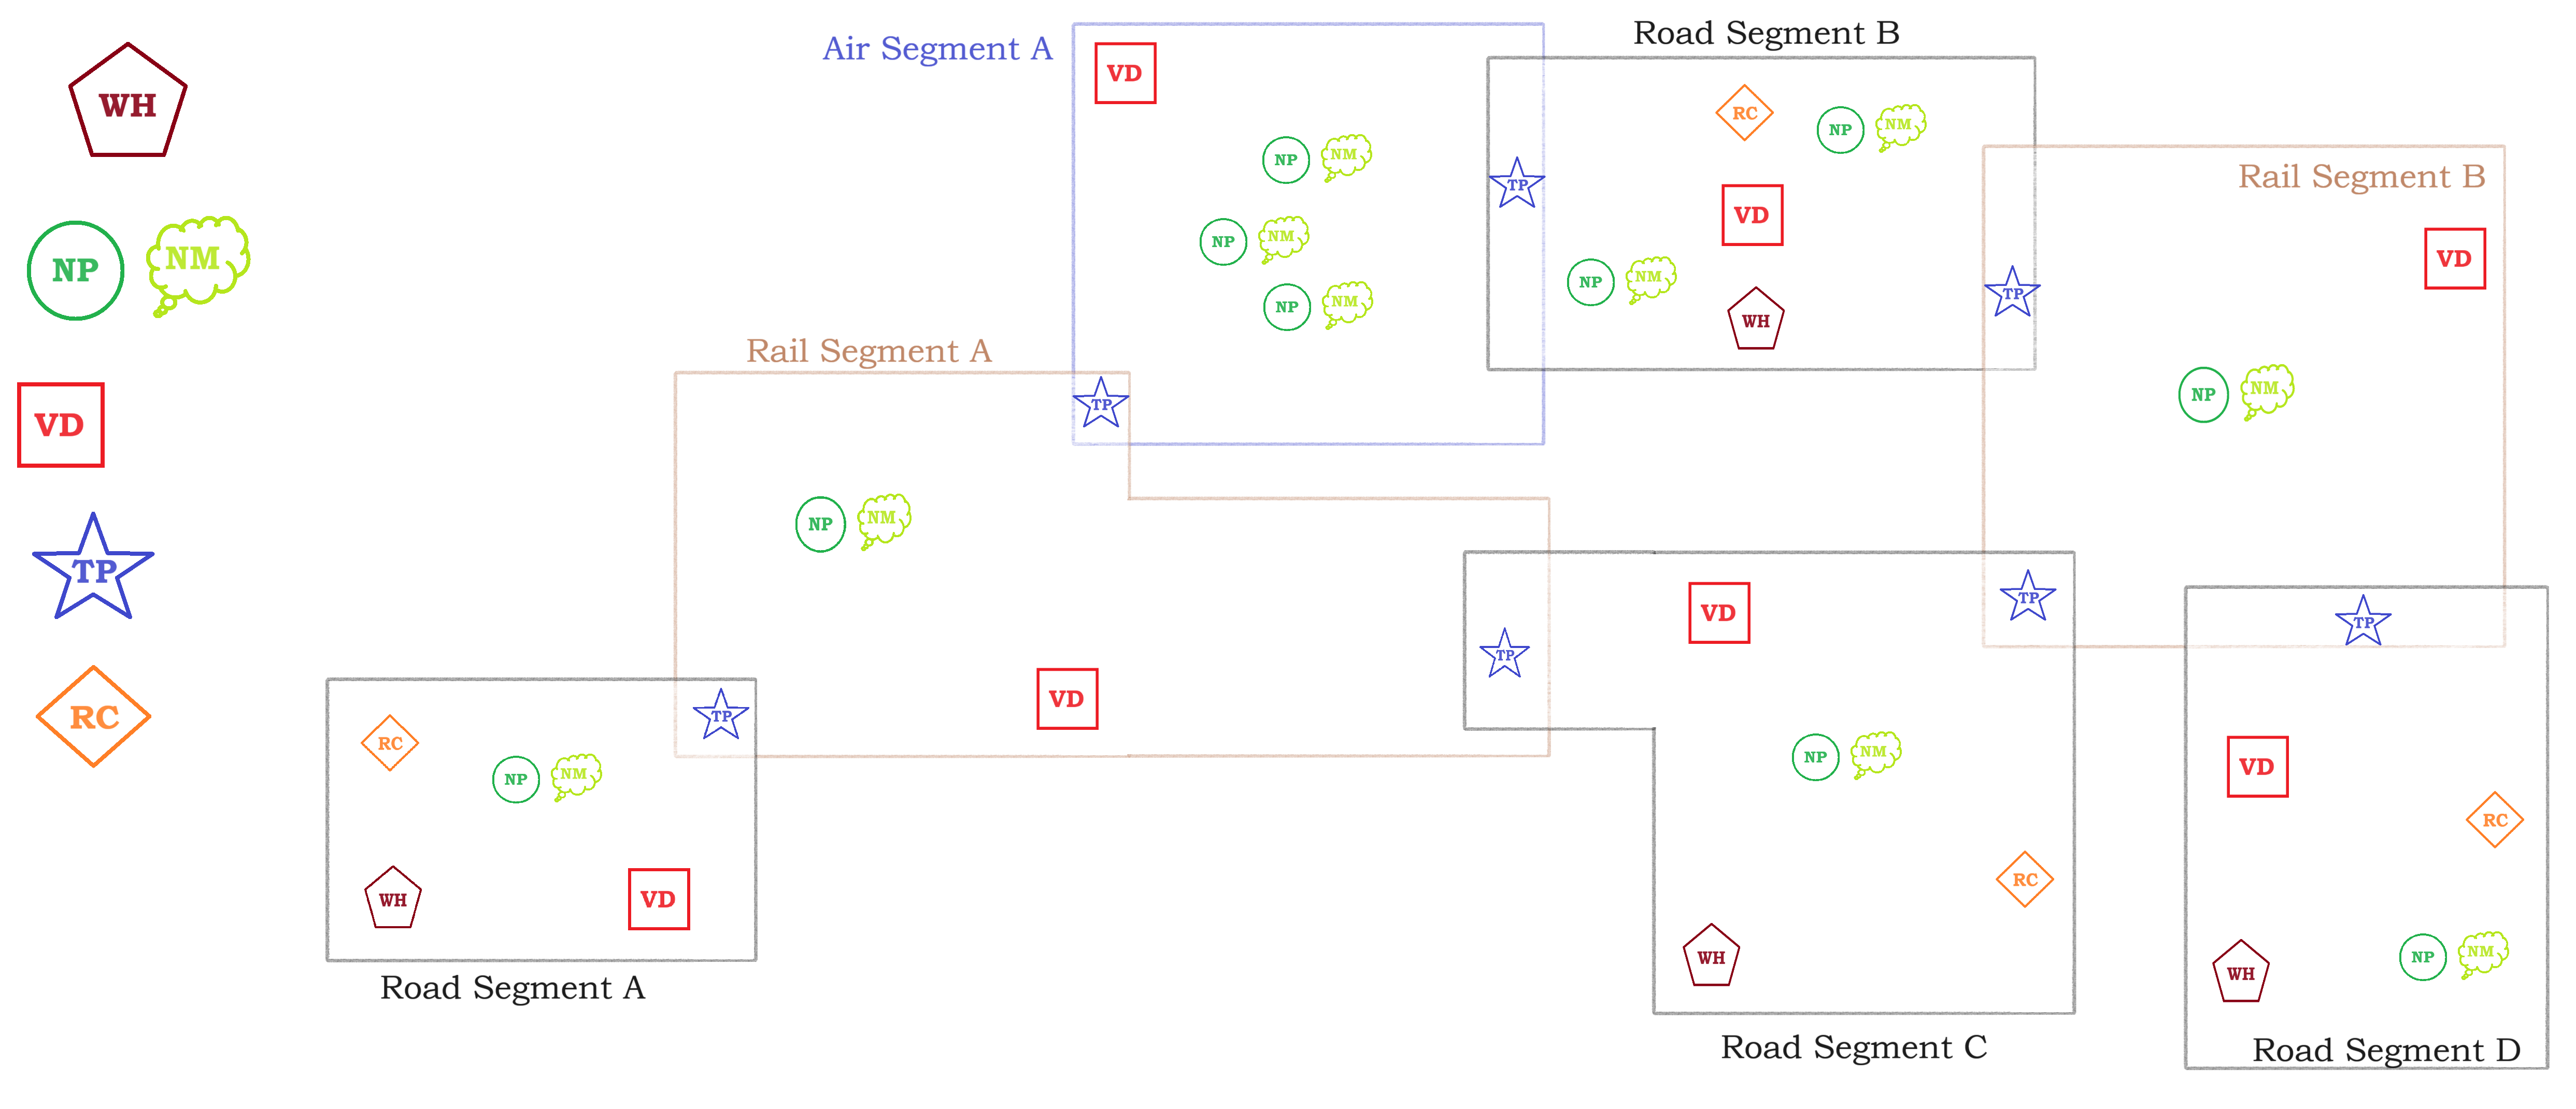 WH
NP NM
VD
TP
RC
Air Segment A
VD
NP NM
NP NM
NP NM
TP
TP
Road Segment B
RC
NP NM
VD
NP NM
WH
TP
Rail Segment B
VD
NP NM
TP
TP
Rail Segment A
NP NM
VD
TP
TP
RC
NP NM
WH
VD
Road Segment A
VD
NP NM
RC
WH
Road Segment C
VD
RC
NP NM
WH
Road Segment D